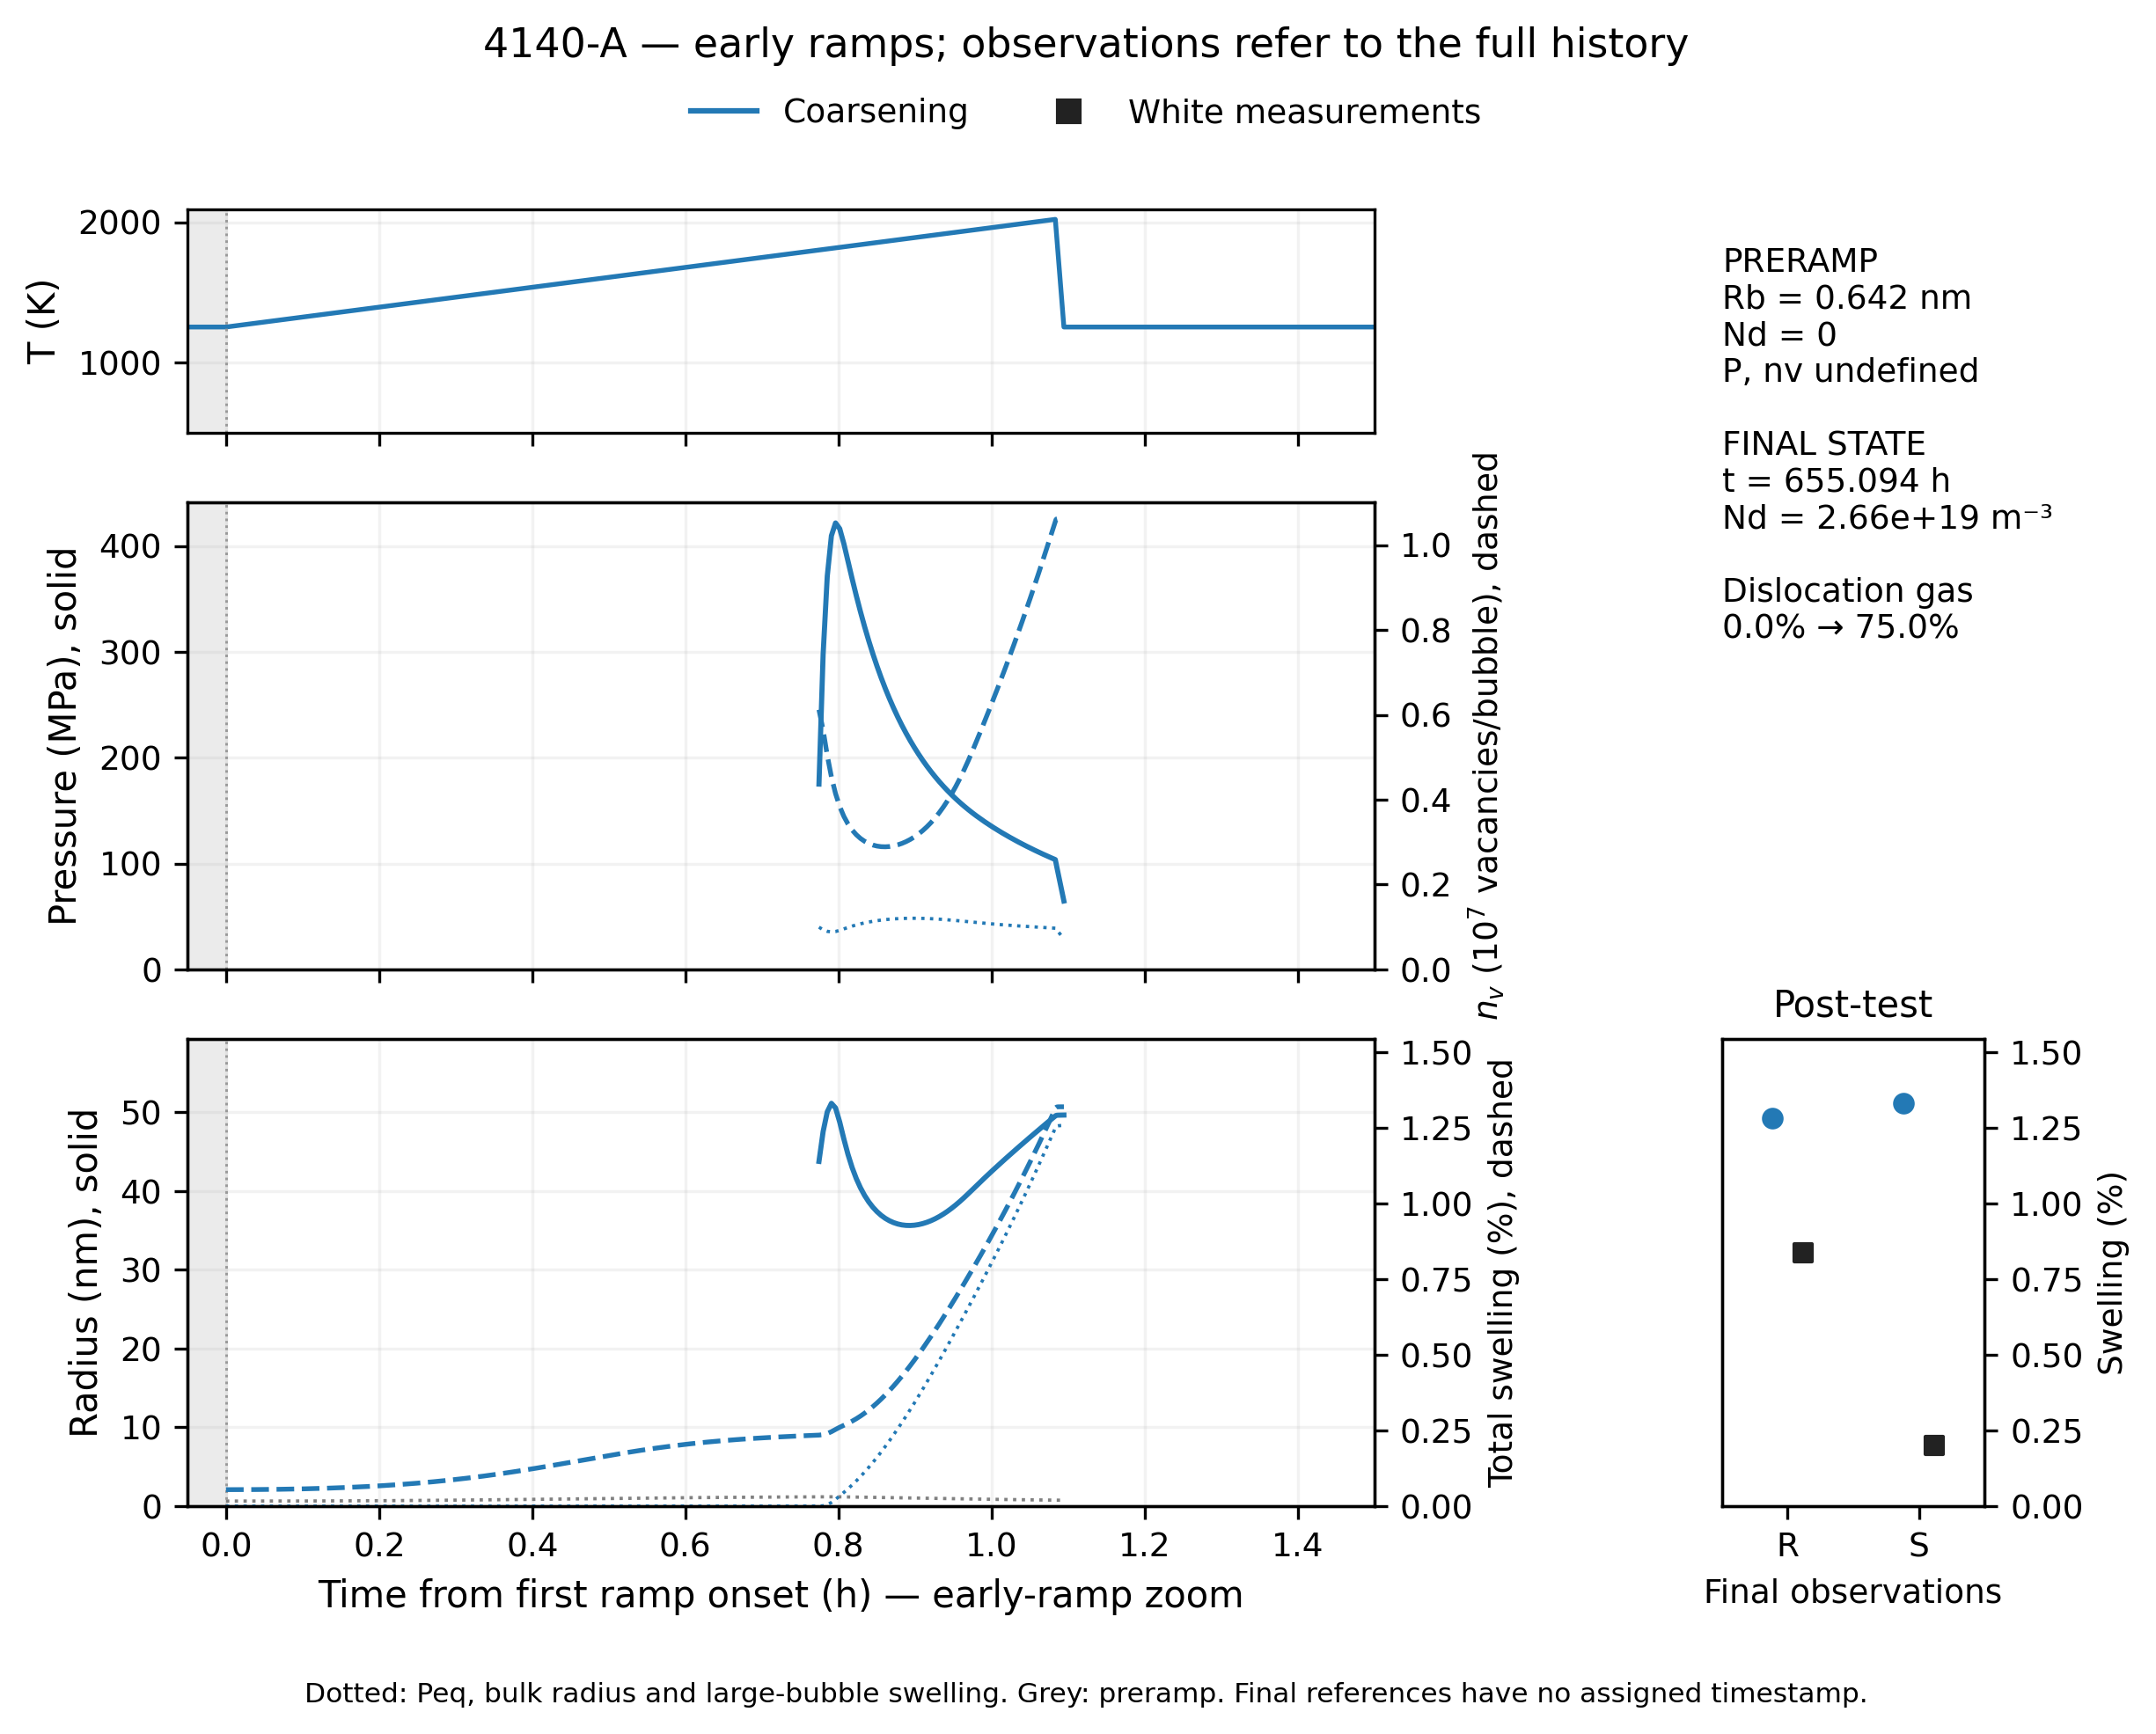 4140-A — early ramps; observations refer to the full history
Coarsening
White measurements
T (K)
2000
1000
PRERAMP
Rb = 0.642 nm
Nd = 0
P, nv undefined
FINAL STATE
t = 655.094 h
Nd = 2.66e+19 m⁻³
Dislocation gas
0.0% → 75.0%
Pressure (MPa), solid
400
300
200
100
0
1.0
0.8
0.6
0.4
0.2
0.0
n_v (10^7 vacancies/bubble), dashed
Radius (nm), solid
50
40
30
20
10
0
1.50
1.25
1.00
0.75
0.50
0.25
0.00
Total swelling (%), dashed
0.0 0.2 0.4 0.6 0.8 1.0 1.2 1.4
Time from first ramp onset (h) — early-ramp zoom
Post-test
1.50
1.25
1.00
0.75
0.50
0.25
0.00
Swelling (%)
R S
Final observations
Dotted: Peq, bulk radius and large-bubble swelling. Grey: preramp. Final references have no assigned timestamp.